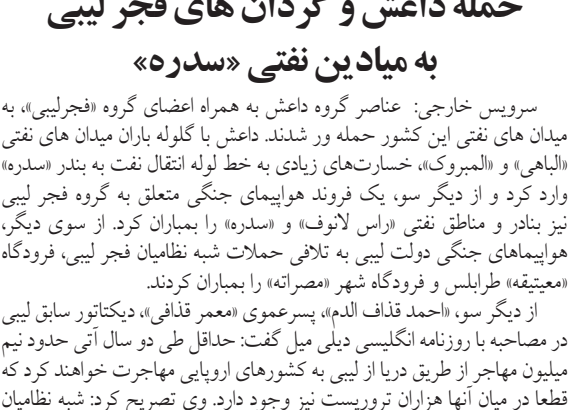 حمله داعش و گردان های فجر لیبی
به میادین نفتی «سدره»
سرویس خارجی: عناصر گروه داعش به همراه اعضای گروه «فجرلیبی»، به
میدان های نفتی این کشور حمله ور شدند. داعش با گلوله باران میدان های نفتی
«الباهی» و «المبروک»، خسارت‌های زیادی به خط لوله انتقال نفت به بندر «سدره»
وارد کرد و از دیگر سو، یک فروند هواپیمای جنگی متعلق به گروه فجر لیبی
نیز بنادر و مناطق نفتی «راس لانوف» و «سدره» را بمباران کرد. از سوی دیگر،
هواپیماهای جنگی دولت لیبی به تلافی حملات شبه نظامیان فجر لیبی، فرودگاه
«معیتیقه» طرابلس و فرودگاه شهر «مصراته» را بمباران کردند.
از دیگر سو، «احمد قذاف الدم»، پسرعموی «معمر قذافی»، دیکتاتور سابق لیبی
در مصاحبه با روزنامه انگلیسی دیلی میل گفت: حداقل طی دو سال آتی حدود نیم
میلیون مهاجر از طریق دریا از لیبی به کشورهای اروپایی مهاجرت خواهند کرد که
قطعا در میان آنها هزاران تروریست نیز وجود دارد. وی تصریح کرد: شبه نظامیان